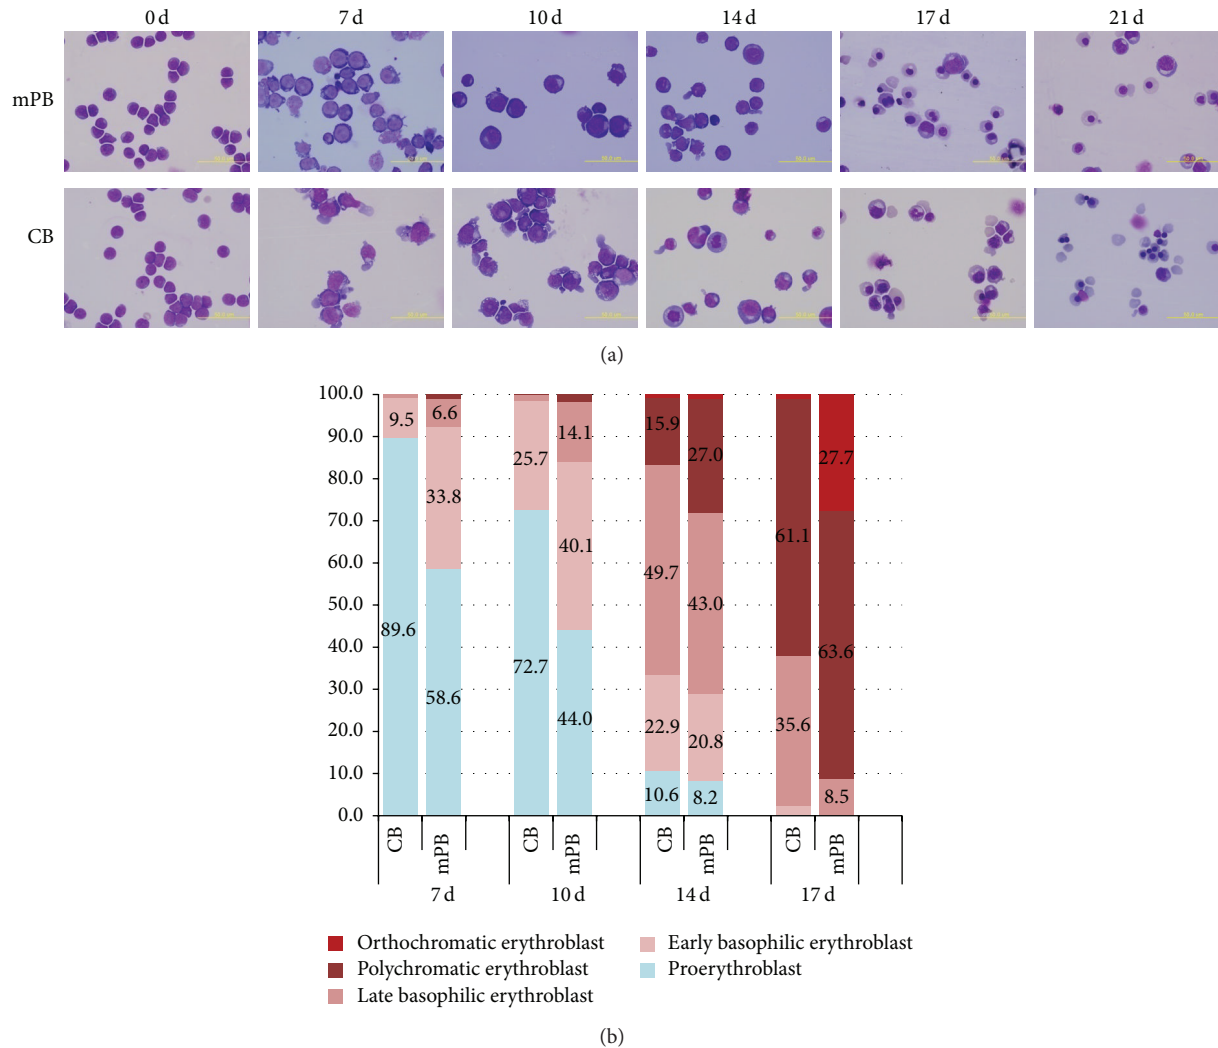 0 d 7 d 10 d 14 d 17 d 21 d
mPB
CB
(a)
100.0
90.0
80.0
70.0
60.0
50.0
40.0
30.0
20.0
10.0
0.0
9.5 6.6 14.1 15.9 27.0 27.7
33.8 25.7 40.1 49.7 43.0 61.1 63.6
89.6 58.6 72.7 44.0 22.9 20.8 35.6
10.6 8.2 8.5
CB mPB CB mPB CB mPB CB mPB
7 d 10 d 14 d 17 d
Orthochromatic erythroblast
Polychromatic erythroblast
Late basophilic erythroblast
Early basophilic erythroblast
Proerythroblast
(b)